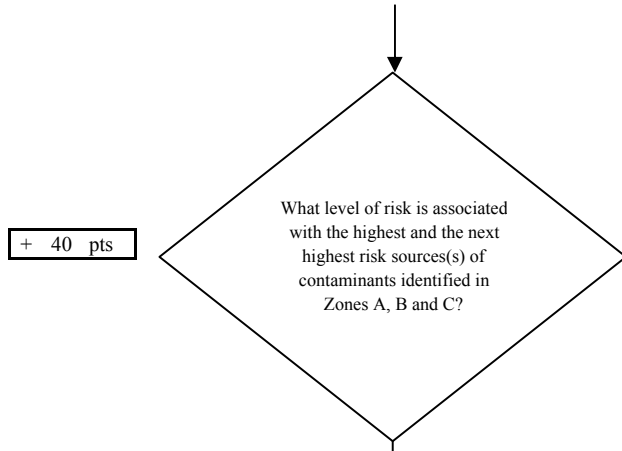 + 40 pts
What level of risk is associated
with the highest and the next
highest risk sources(s) of
contaminants identified in
Zones A, B and C?